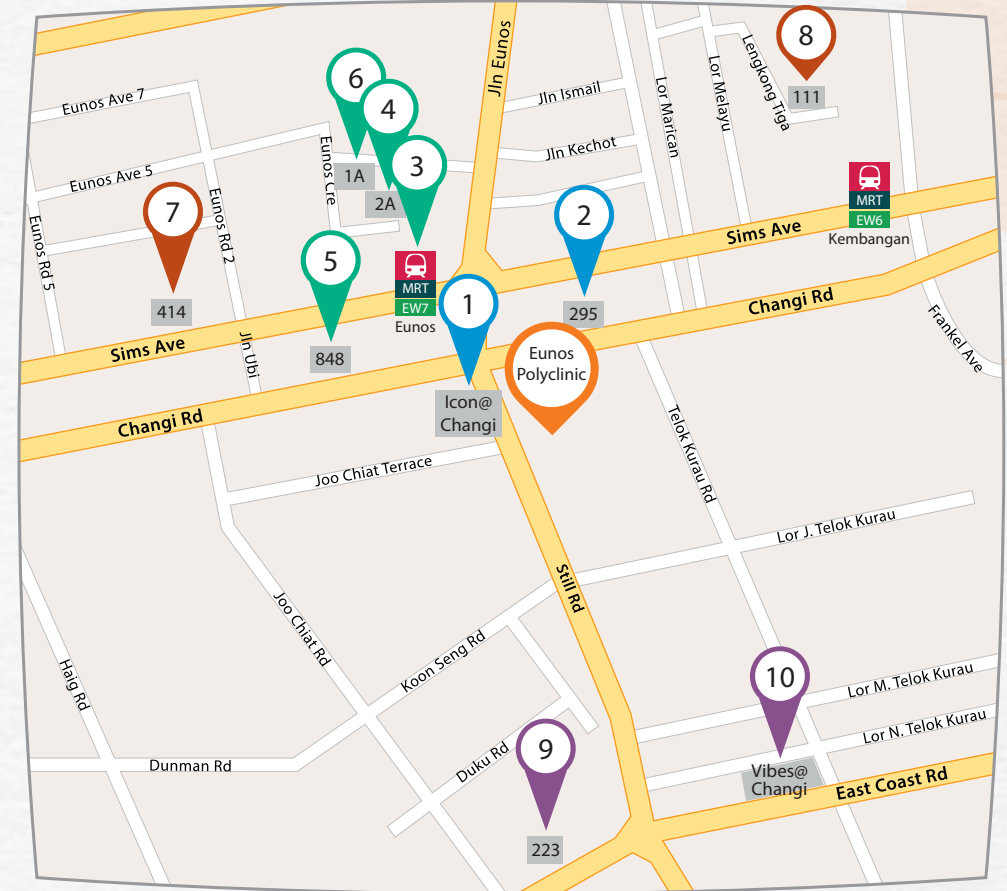 Jln Eunos
8
Lengkong Tiga
111
Lor Melayu
Lor Marican
Jln Ismail
Jln Kechot
Eunos Ave 7
6
4
3
1A
2A
Eunos Cre
Eunos Ave 5
7
414
Eunos Rd 2
Eunos Rd 5
5
848
MRT
EW7
Eunos
2
295
MRT
EW6
Kembangan
Sims Ave
Changi Rd
Frankel Ave
1
Icon@
Changi
Eunos
Polyclinic
Sims Ave
Jln Ubi
Changi Rd
Joo Chiat Terrace
Telok Kurau Rd
Lor J. Telok Kurau
Still Rd
Joo Chiat Rd
Koon Seng Rd
Haig Rd
Dunman Rd
Duku Rd
9
223
10
Vibes@
Changi
Lor M. Telok Kurau
Lor N. Telok Kurau
East Coast Rd